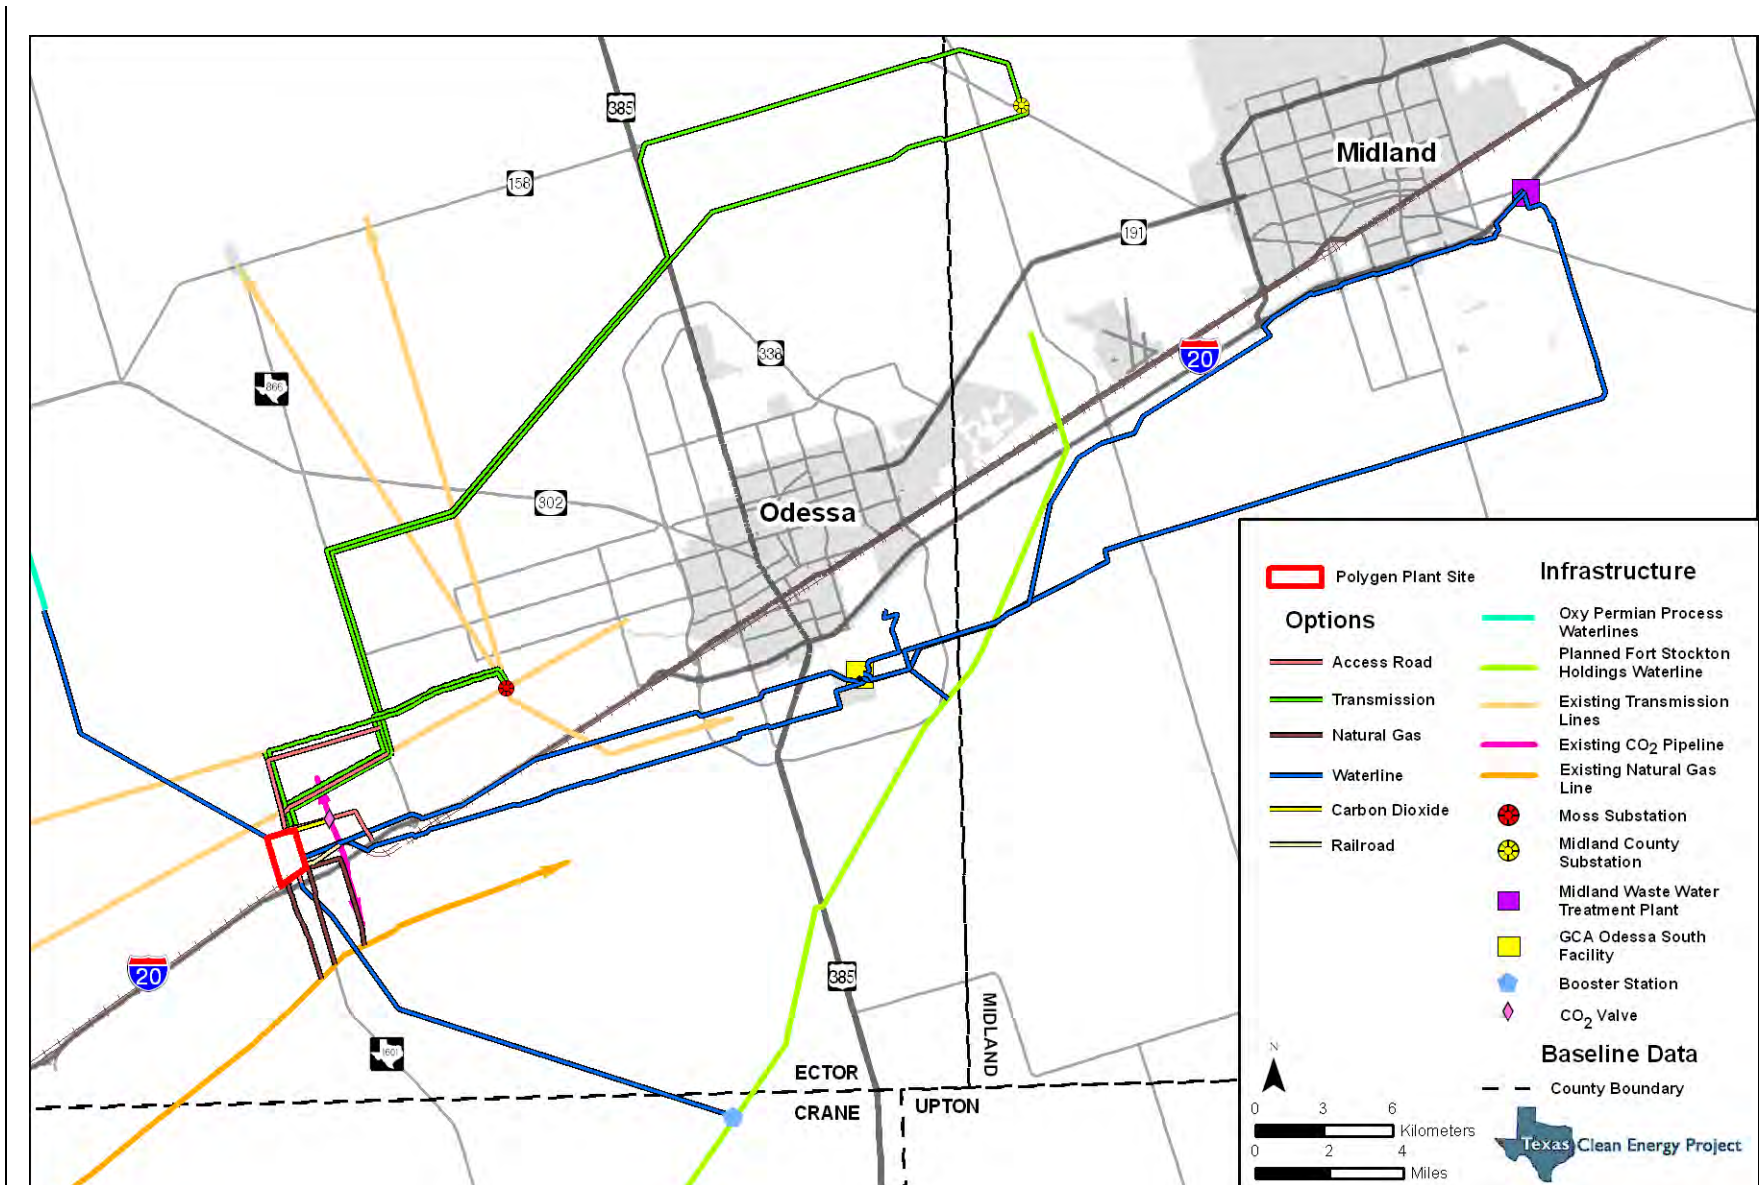 385
158
Midland
191
338
20
866
302
Odessa
20
1601
385
MIDLAND
ECTOR
CRANE
UPTON
Polygen Plant Site
Options
Access Road
Transmission
Natural Gas
Waterline
Carbon Dioxide
Railroad
Infrastructure
Oxy Permian Process
Waterlines
Planned Fort Stockton
Holdings Waterline
Existing Transmission
Lines
Existing CO2 Pipeline
Existing Natural Gas
Line
Moss Substation
Midland County
Substation
Midland Waste Water
Treatment Plant
GCA Odessa South
Facility
Booster Station
CO2 Valve
Baseline Data
County Boundary
N
0 3 6
Kilometers
0 2 4
Miles
Texas Clean Energy Project